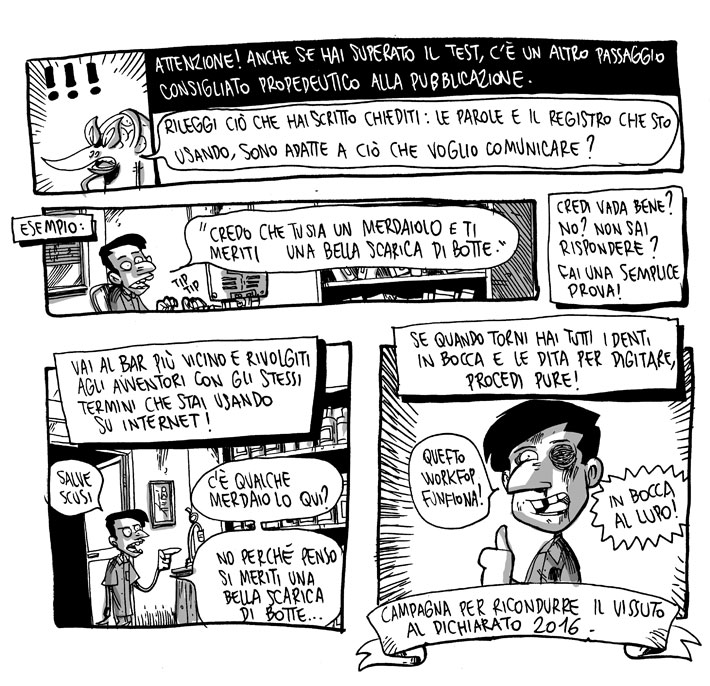 !!!
ATTENZIONE! ANCHE SE HAI SUPERATO IL TEST, C'È UN ALTRO PASSAGGIO
CONSIGLIATO PROPEDEUTICO ALLA PUBBLICAZIONE.
RILEGGI CIÒ CHE HAI SCRITTO CHIEDITI: LE PAROLE E IL REGISTRO CHE STO
USANDO, SONO ADATTE A CIÒ CHE VOGLIO COMUNICARE?
ESEMPIO:
"CREDO CHE TU SIA UN MERDAIOLO E TI
MERITI UNA BELLA SCARICA DI BOTTE."
TIP
TIP
CREDI VADA BENE?
NO? NON SAI
RISPONDERE?
FAI UNA SEMPLICE
PROVA!
VAI AL BAR PIÙ VICINO E RIVOLGITI
AGLI AVVENTORI CON GLI STESSI
TERMINI CHE STAI USANDO
SU INTERNET!
SALVE
SCUSI
C'È QUALCHE
MERDAIOLO QUI?
NO PERCHÉ PENSO
SI MERITI UNA
BELLA SCARICA
DI BOTTE...
SE QUANDO TORNI HAI TUTTI I DENTI
IN BOCCA E LE DITA PER DIGITARE,
PROCEDI PURE!
QUEFTO
WORKFOP
FUNFIONA!
IN BOCCA
AL LUPO!
CAMPAGNA PER RICONDURRE IL VISSUTO
AL DICHIARATO 2016.